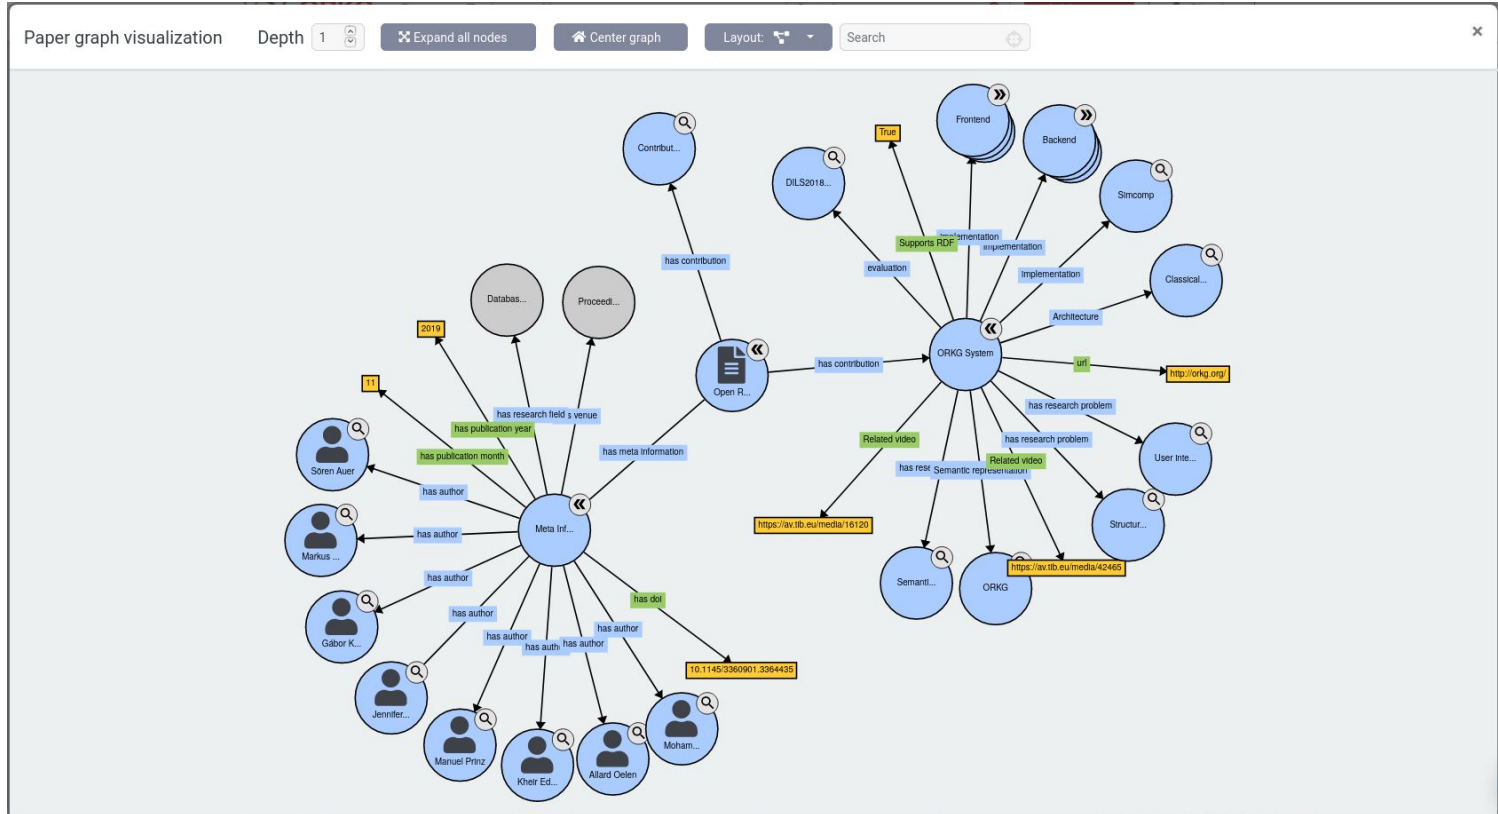 Paper graph visualization
Depth 1
Expand all nodes
Center graph
Layout:
Search
×
Frontend
Backend
True
Contribut...
DILS2018...
Simcomp
Supports RDF
Implementation
Implementation
has contribution
evaluation
Implementation
Classical...
Databas...
Proceedi...
Architecture
2019
ORKG System
has contribution
url
http://orkg.org/
11
Open R...
has research problem
has research field
venue
has publication year
has publication month
has meta information
Related video
has research problem
Sören Auer
User Inte...
Related video
Semantic representation
has author
https://av.tib.eu/media/16120
Structur...
Meta Inf...
has author
Markus ...
https://av.tib.eu/media/42465
has author
Semanti...
ORKG
has doi
has author
has author
has author
has author
has author
Gábor K...
10.1145/3360901.3364435
Jennifer...
Moham...
Manuel Prinz
Allard Oelen
Kheir Ed...